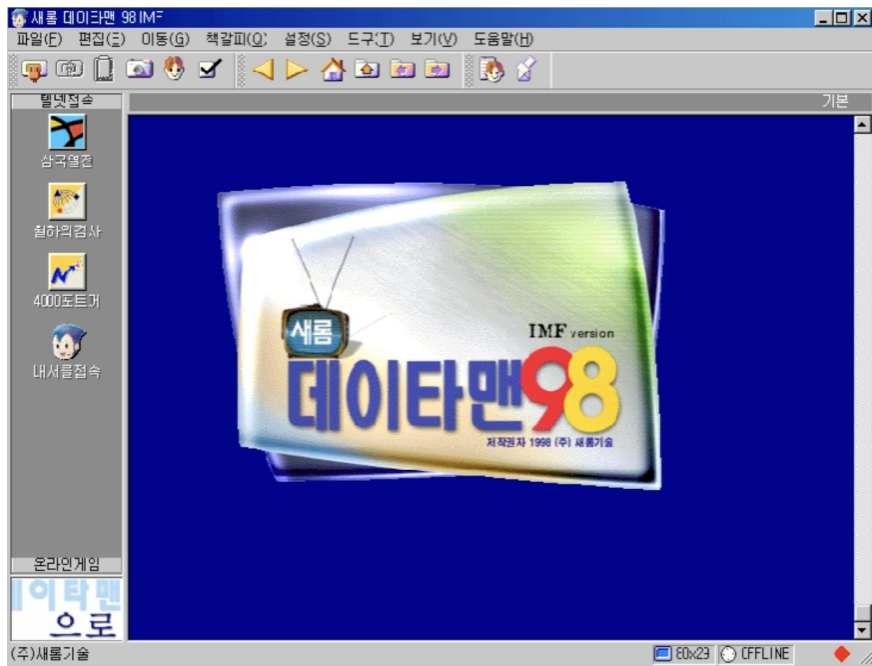 새롬 데이타맨 98 IMF
파일(F) 편집(E) 이동(G) 책갈피(Q) 설정(S) 도구(T) 보기(V) 도움말(H)
텔넷접속
기본
삼국열전
월하의검사
4000포트거
내서클접속
새롬
IMF version
데이타맨98
저작권자 1998 (주) 새롬기술
온라인게임
이타맨
으로
(주)새롬기술
80x23 OFFLINE